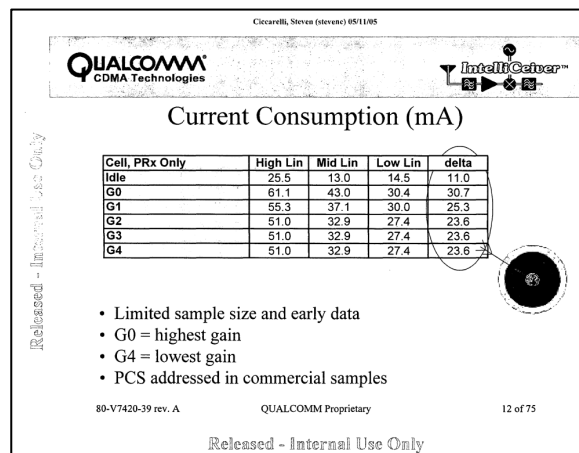 Ciccarelli, Steven (stevenc) 05/11/05
QUALCOMM®
CDMA Technologies
IntelliCeiver™
Current Consumption (mA)
Cell, PRx Only High Lin Mid Lin Low Lin delta
Idle 25.5 13.0 14.5 11.0
G0 61.1 43.0 30.4 30.7
G1 55.3 37.1 30.0 25.3
G2 51.0 32.9 27.4 23.6
G3 51.0 32.9 27.4 23.6
G4 51.0 32.9 27.4 23.6
• Limited sample size and early data
• G0 = highest gain
• G4 = lowest gain
• PCS addressed in commercial samples
80-V7420-39 rev. A QUALCOMM Proprietary 12 of 75
Released - Internal Use Only
Released - Internal Use Only